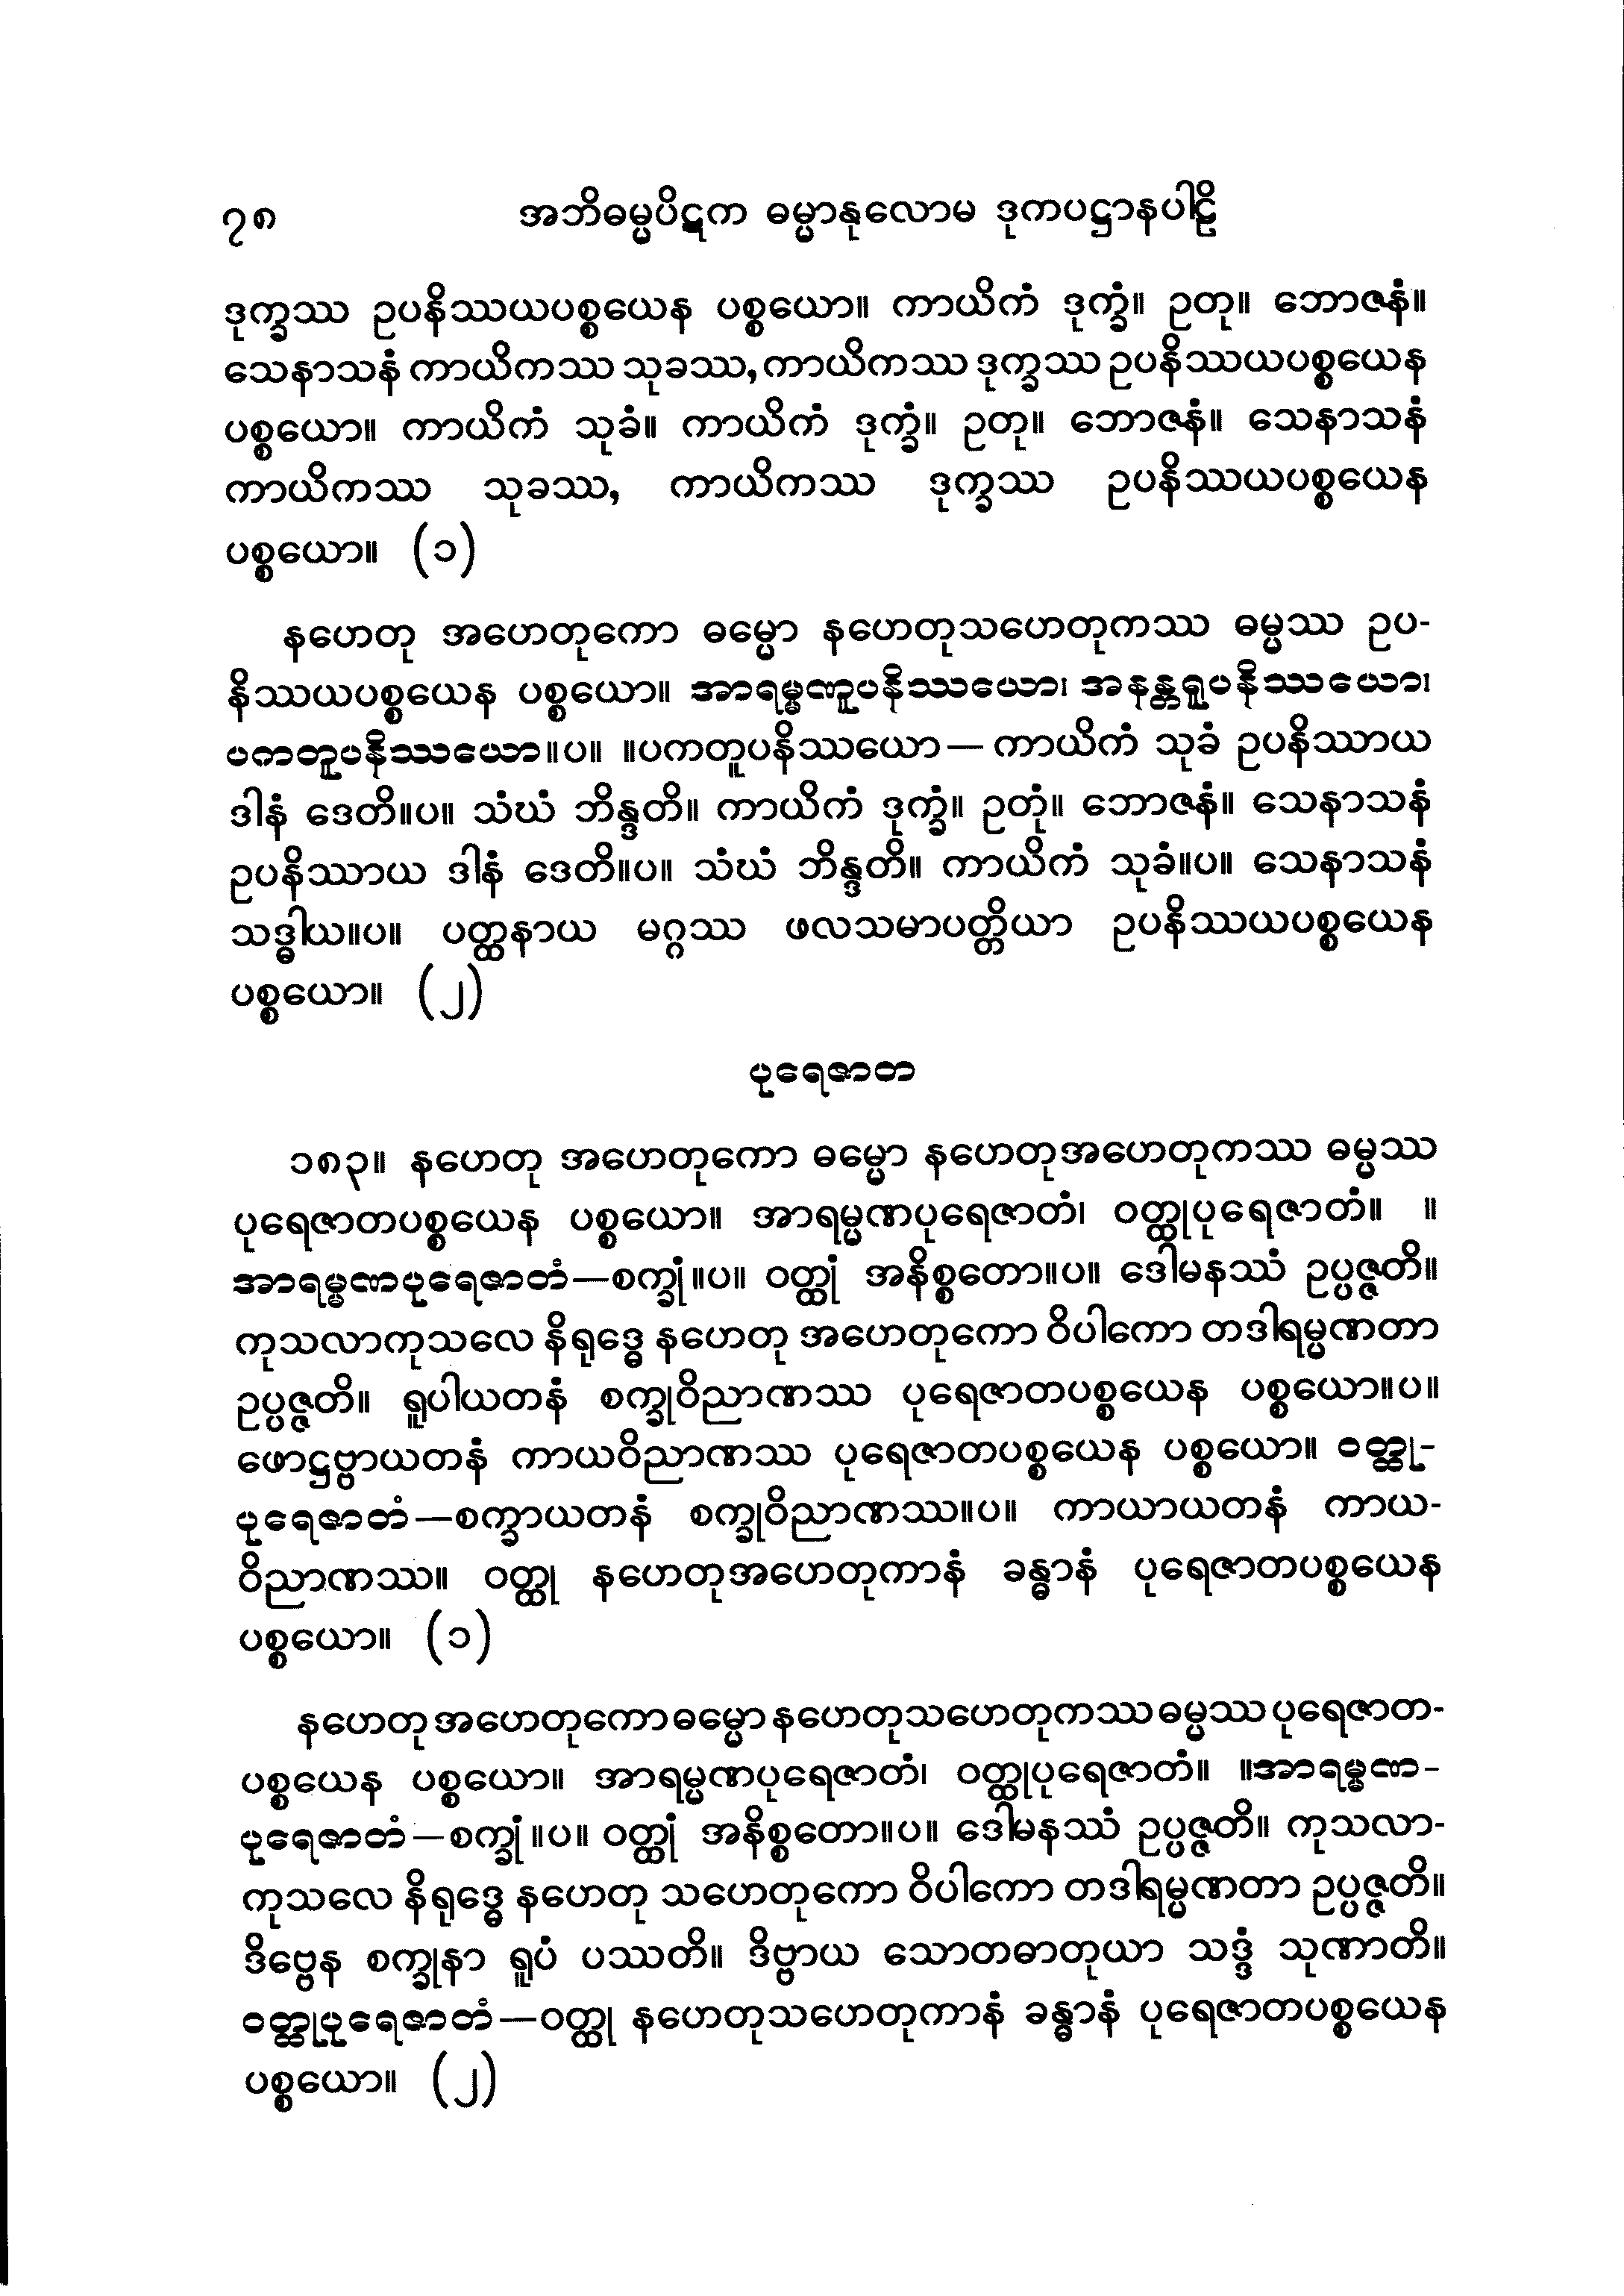 ၇၈ အဘိဓမ္မပိဋက ဓမ္မာနုလောမ ဒုကပဋ္ဌာနပါဠိ
ဒုက္ခဿ ဥပနိဿယပစ္စယေန ပစ္စယော။ ကာယိကံ ဒုက္ခံ။ ဥတု။ ဘောဇနံ။
သေနာသနံ ကာယိကဿ သုခဿ, ကာယိကဿ ဒုက္ခဿ ဥပနိဿယပစ္စယေန
ပစ္စယော။ ကာယိကံ သုခံ။ ကာယိကံ ဒုက္ခံ။ ဥတု။ ဘောဇနံ။ သေနာသနံ
ကာယိကဿ သုခဿ, ကာယိကဿ ဒုက္ခဿ ဥပနိဿယပစ္စယေန
ပစ္စယော။ (၁)
နဟေတု အဟေတုကော ဓမ္မော နဟေတုသဟေတုကဿ ဓမ္မဿ ဥပ-
နိဿယပစ္စယေန ပစ္စယော။ အာရမ္မဏူပနိဿယော၊ အနန္တရူပနိဿယော၊
ပကတူပနိဿယော။ပ။ ။ပကတူပနိဿယော— ကာယိကံ သုခံ ဥပနိဿာယ
ဒါနံ ဒေတိ။ပ။ သံဃံ ဘိန္ဒတိ။ ကာယိကံ ဒုက္ခံ။ ဥတုံ။ ဘောဇနံ။ သေနာသနံ
ဥပနိဿာယ ဒါနံ ဒေတိ။ပ။ သံဃံ ဘိန္ဒတိ။ ကာယိကံ သုခံ။ပ။ သေနာသနံ
သဒ္ဓါယ။ပ။ ပတ္ထနာယ မဂ္ဂဿ ဖလသမာပတ္တိယာ ဥပနိဿယပစ္စယေန
ပစ္စယော။ (၂)
ပုရေဇာတ
၁၈၃။ နဟေတု အဟေတုကော ဓမ္မော နဟေတုအဟေတုကဿ ဓမ္မဿ
ပုရေဇာတပစ္စယေန ပစ္စယော။ အာရမ္မဏပုရေဇာတံ၊ ဝတ္ထုပုရေဇာတံ။ ။
အာရမ္မဏပုရေဇာတံ—စက္ခုံ။ပ။ ဝတ္ထုံ အနိစ္စတော။ပ။ ဒေါမနဿံ ဥပ္ပဇ္ဇတိ။
ကုသလာကုသလေ နိရုဒ္ဓေ နဟေတု အဟေတုကော ဝိပါကော တဒါရမ္မဏတာ
ဥပ္ပဇ္ဇတိ။ ရူပါယတနံ စက္ခုဝိညာဏဿ ပုရေဇာတပစ္စယေန ပစ္စယော။ပ။
ဖောဋ္ဌဗ္ဗာယတနံ ကာယဝိညာဏဿ ပုရေဇာတပစ္စယေန ပစ္စယော။ ဝတ္ထု-
ပုရေဇာတံ—စက္ခာယတနံ စက္ခုဝိညာဏဿ။ပ။ ကာယာယတနံ ကာယ-
ဝိညာဏဿ။ ဝတ္ထု နဟေတုအဟေတုကာနံ ခန္ဓာနံ ပုရေဇာတပစ္စယေန
ပစ္စယော။ (၁)
နဟေတု အဟေတုကော ဓမ္မော နဟေတုသဟေတုကဿ ဓမ္မဿ ပုရေဇာတ-
ပစ္စယေန ပစ္စယော။ အာရမ္မဏပုရေဇာတံ၊ ဝတ္ထုပုရေဇာတံ။ ။အာရမ္မဏ-
ပုရေဇာတံ—စက္ခုံ။ပ။ ဝတ္ထုံ အနိစ္စတော။ပ။ ဒေါမနဿံ ဥပ္ပဇ္ဇတိ။ ကုသလာ-
ကုသလေ နိရုဒ္ဓေ နဟေတု သဟေတုကော ဝိပါကော တဒါရမ္မဏတာ ဥပ္ပဇ္ဇတိ။
ဒိဗ္ဗေန စက္ခုနာ ရူပံ ပဿတိ။ ဒိဗ္ဗာယ သောတဓာတုယာ သဒ္ဒံ သုဏာတိ။
ဝတ္ထုပုရေဇာတံ—ဝတ္ထု နဟေတုသဟေတုကာနံ ခန္ဓာနံ ပုရေဇာတပစ္စယေန
ပစ္စယော။ (၂)